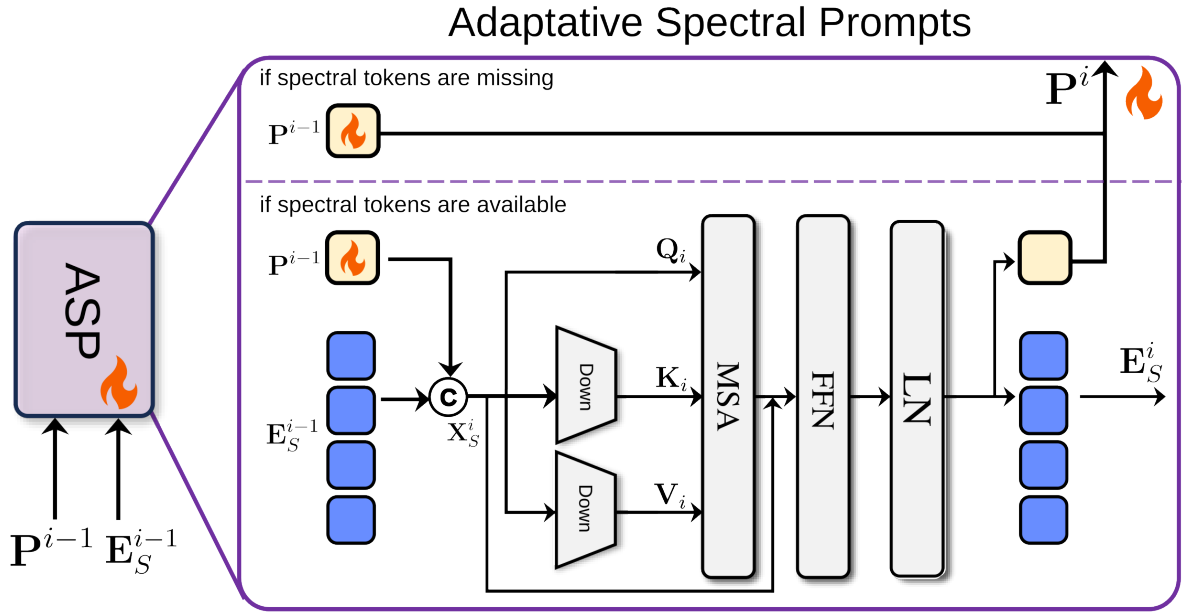 Adaptative Spectral Prompts
if spectral tokens are missing
P^i
P^{i-1}
if spectral tokens are available
P^{i-1}
Q_i
ASP
Down
K_i
MSA
FFN
LN
E_S^i
C
X_S^i
E_S^{i-1}
Down
V_i
P^{i-1} E_S^{i-1}